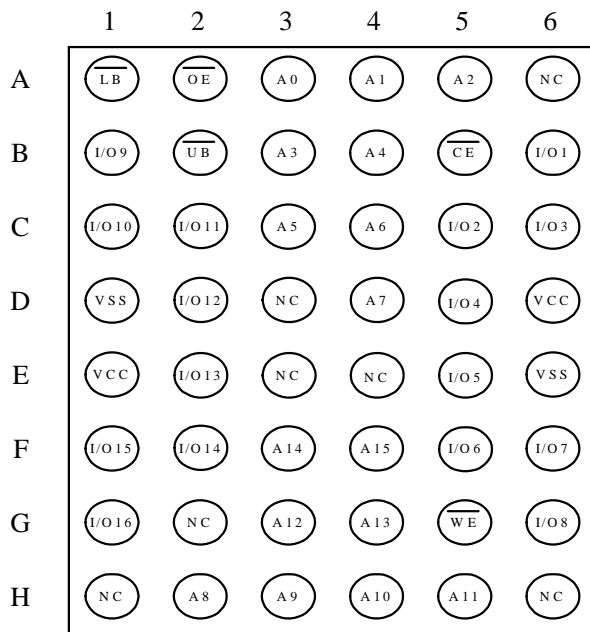 1 2 3 4 5 6
A LB OE A0 A1 A2 NC
B I/O9 UB A3 A4 CE I/O1
C I/O10 I/O11 A5 A6 I/O2 I/O3
D VSS I/O12 NC A7 I/O4 VCC
E VCC I/O13 NC NC I/O5 VSS
F I/O15 I/O14 A14 A15 I/O6 I/O7
G I/O16 NC A12 A13 WE I/O8
H NC A8 A9 A10 A11 NC